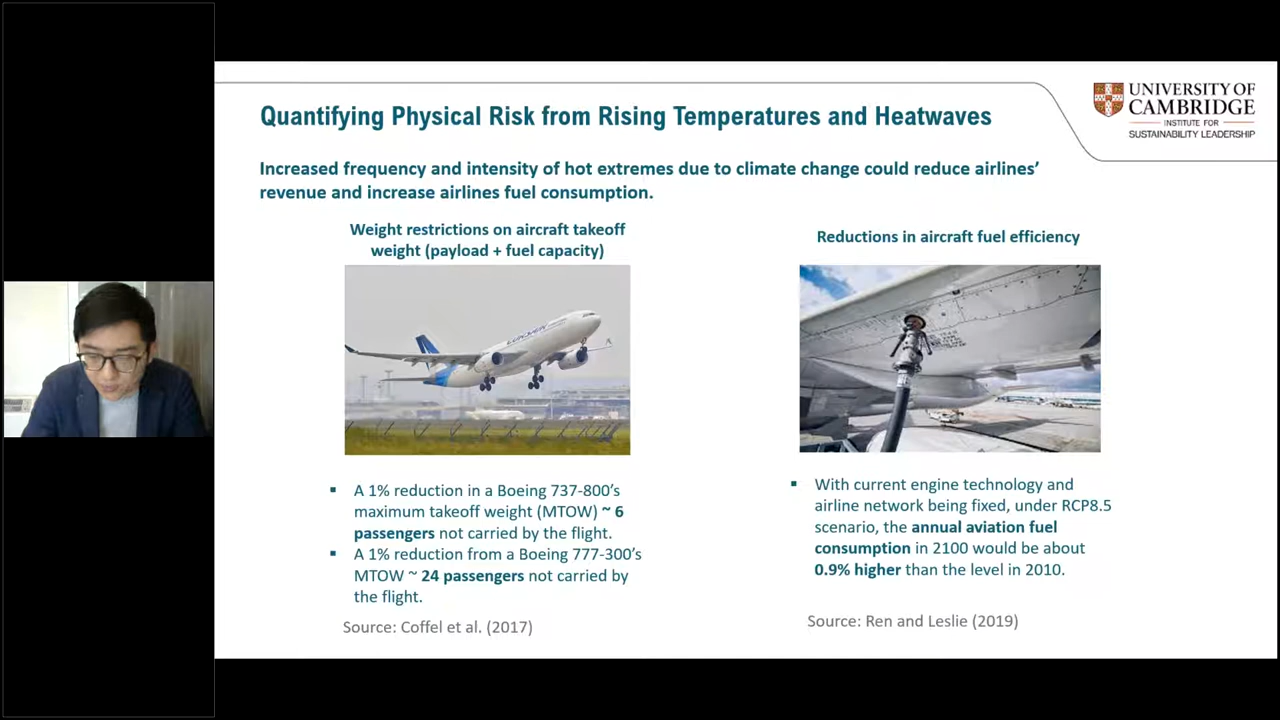 UNIVERSITY OF
CAMBRIDGE
INSTITUTE FOR
SUSTAINABILITY LEADERSHIP
Quantifying Physical Risk from Rising Temperatures and Heatwaves
Increased frequency and intensity of hot extremes due to climate change could reduce airlines’
revenue and increase airlines fuel consumption.
Weight restrictions on aircraft takeoff
weight (payload + fuel capacity)
▪ A 1% reduction in a Boeing 737-800’s
maximum takeoff weight (MTOW) ~ 6
passengers not carried by the flight.
▪ A 1% reduction from a Boeing 777-300’s
MTOW ~ 24 passengers not carried by
the flight.
Source: Coffel et al. (2017)
Reductions in aircraft fuel efficiency
▪ With current engine technology and
airline network being fixed, under RCP8.5
scenario, the annual aviation fuel
consumption in 2100 would be about
0.9% higher than the level in 2010.
Source: Ren and Leslie (2019)